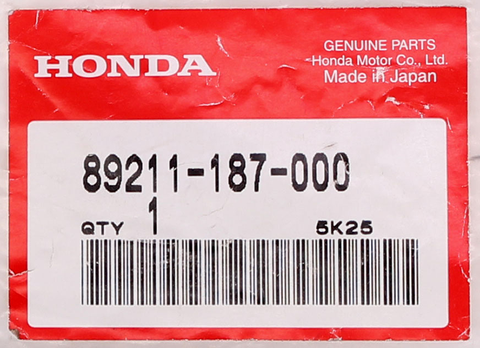 HONDA
GENUINE PARTS
Honda Motor Co., Ltd.
Made in Japan
89211-187-000
QTY 1
5K25